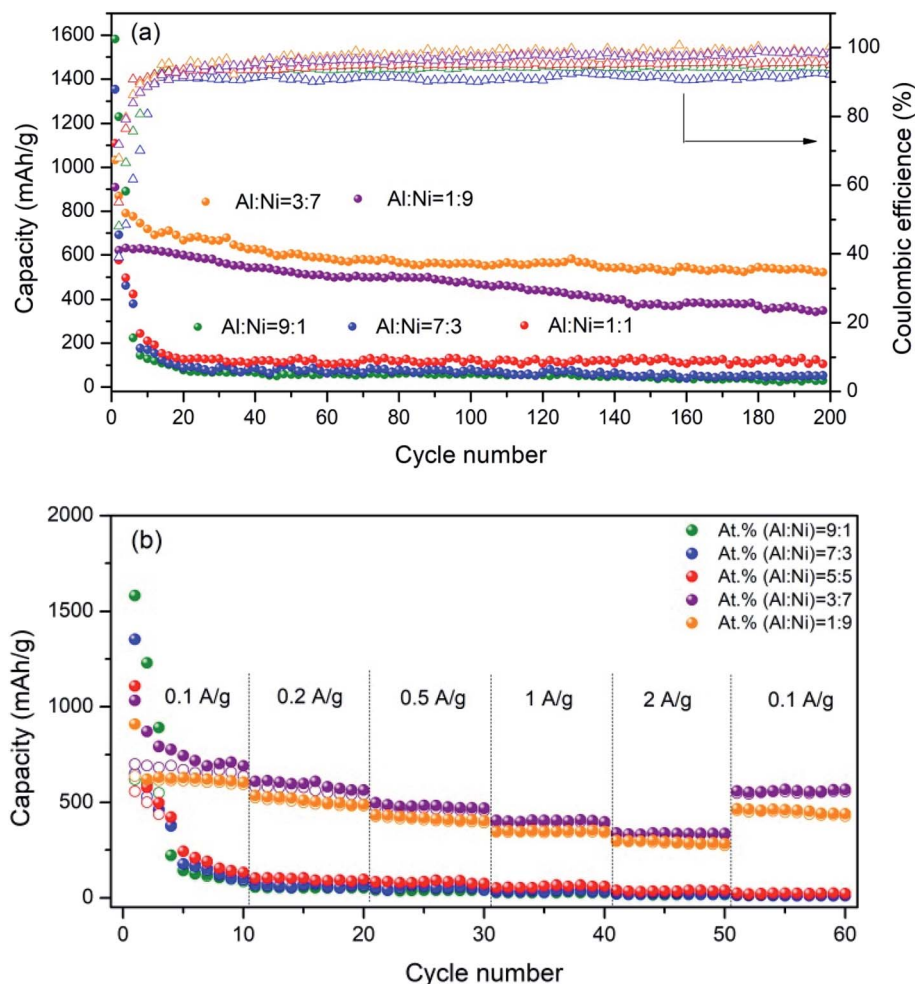 (a)
1600
1400
1200
1000
800
600
400
200
0
Capacity (mAh/g)
100
80
60
40
20
0
Coulombic efficience (%)
Al:Ni=3:7 Al:Ni=1:9
Al:Ni=9:1 Al:Ni=7:3 Al:Ni=1:1
0 20 40 60 80 100 120 140 160 180 200
Cycle number
(b)
2000
1500
1000
500
0
Capacity (mAh/g)
At.% (Al:Ni)=9:1
At.% (Al:Ni)=7:3
At.% (Al:Ni)=5:5
At.% (Al:Ni)=3:7
At.% (Al:Ni)=1:9
0.1 A/g 0.2 A/g 0.5 A/g 1 A/g 2 A/g 0.1 A/g
0 10 20 30 40 50 60
Cycle number